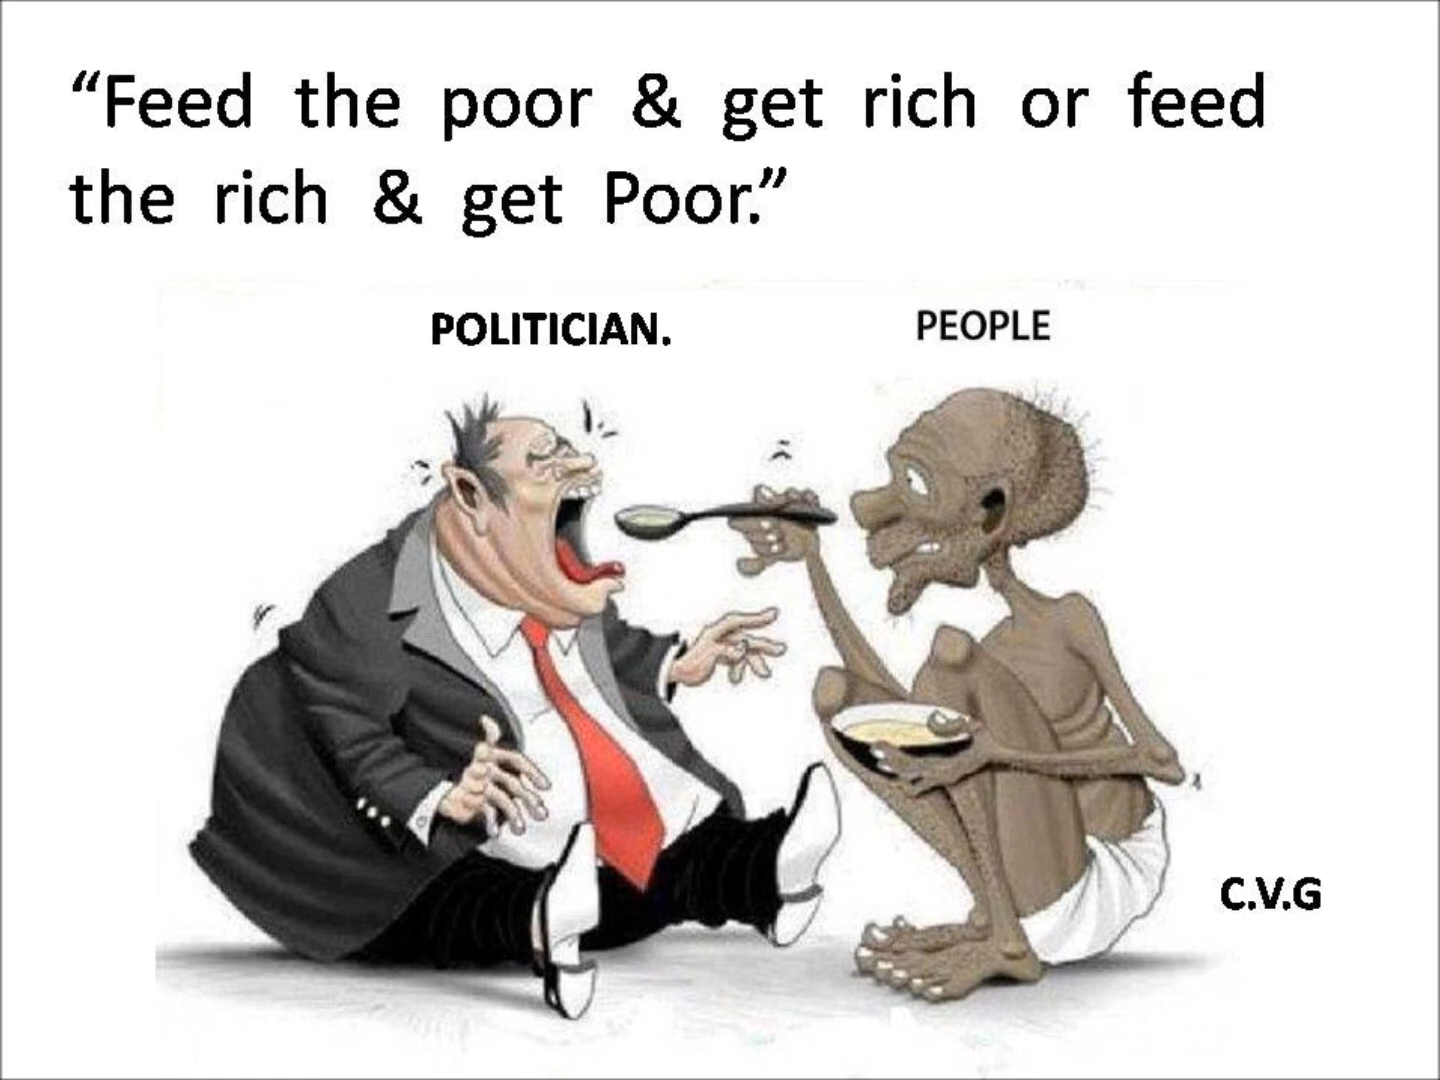 “Feed the poor & get rich or feed
the rich & get Poor.”
POLITICIAN. PEOPLE
C.V.G